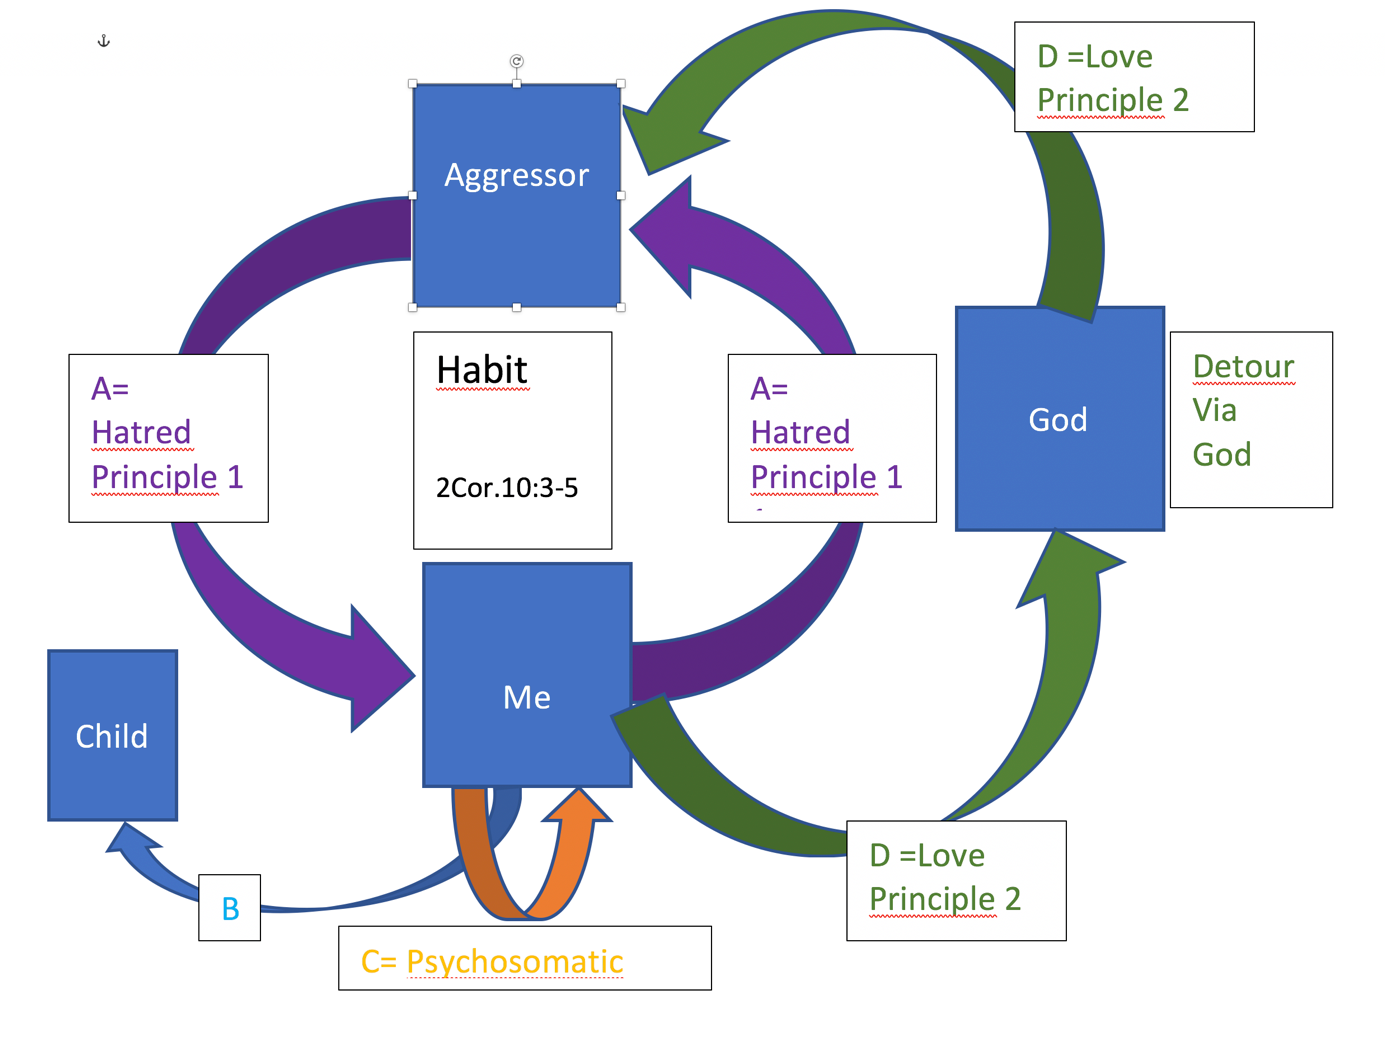 D =Love
Principle 2
Aggressor
A=
Hatred
Principle 1
Habit
2Cor.10:3-5
A=
Hatred
Principle 1
God
Detour
Via
God
Me
Child
D =Love
Principle 2
B
C= Psychosomatic